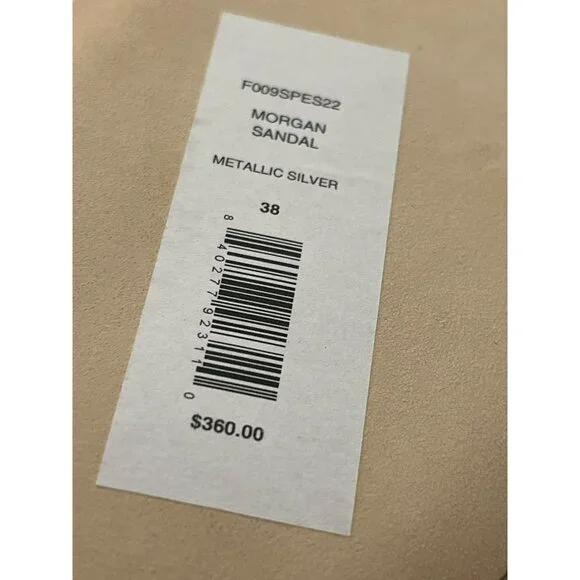 F009SPES22
MORGAN
SANDAL
METALLIC SILVER
38
8 40277 92311 0
$360.00